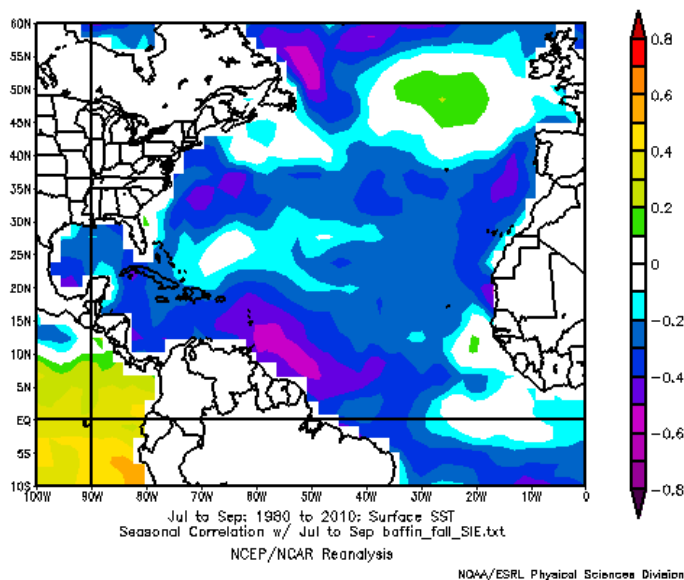 60N
55N
50N
45N
40N
35N
30N
25N
20N
15N
10N
5N
EQ
5S
10S
100W 90W 80W 70W 60W 50W 40W 30W 20W 10W 0
0.8
0.6
0.4
0.2
0
-0.2
-0.4
-0.6
-0.8
Jul to Sep: 1980 to 2010: Surface SST
Seasonal Correlation w/ Jul to Sep baffin_fall_SIE.txt
NCEP/NCAR Reanalysis
NOAA/ESRL Physical Sciences Division